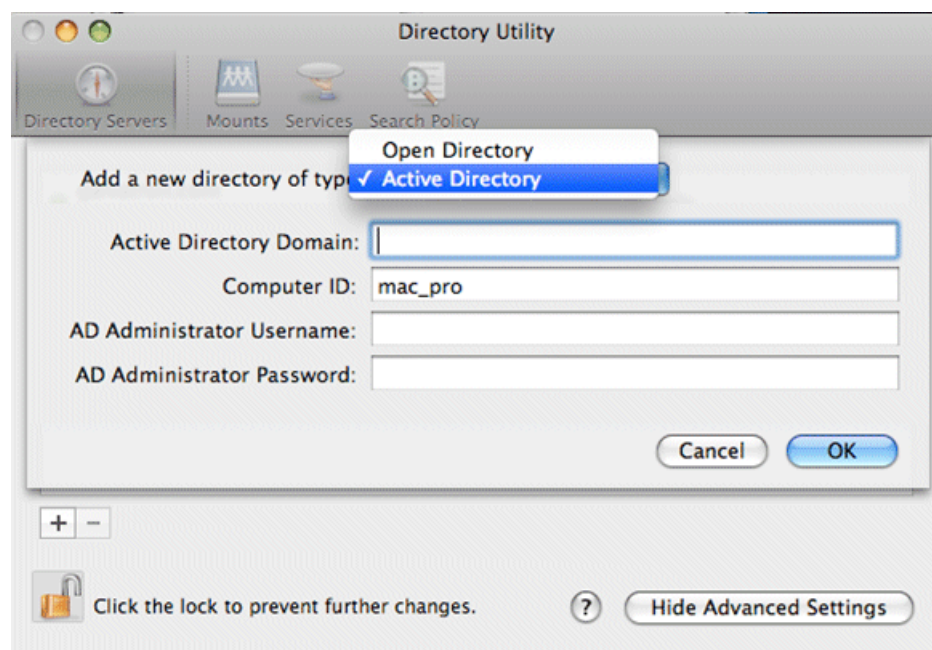 Directory Utility
Directory Servers Mounts Services Search Policy
Open Directory
Add a new directory of type ✓ Active Directory
Active Directory Domain:
Computer ID: mac_pro
AD Administrator Username:
AD Administrator Password:
Cancel OK
+ −
Click the lock to prevent further changes. ? Hide Advanced Settings